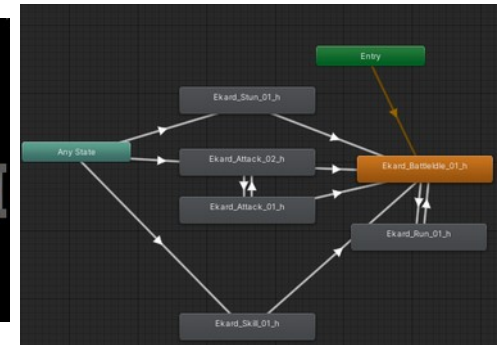 Entry
Ekard_Stun_01_h
Any State
Ekard_Attack_02_h
Ekard_BattleIdle_01_h
Ekard_Attack_01_h
Ekard_Run_01_h
Ekard_Skill_01_h